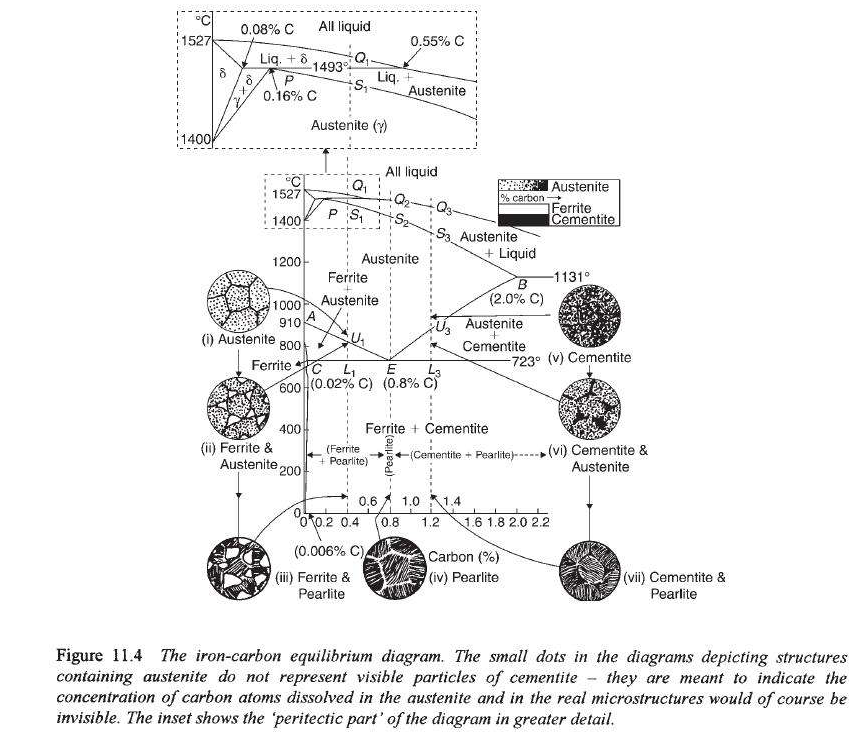 °C
1527
0.08% C
All liquid
0.55% C
Liq. + δ
1493°
Q₁
δ
γ + δ
P
S₁
Liq. +
Austenite
0.16% C
Austenite (γ)
1400
All liquid
°C
1527
Q₁
Q₂
Q₃
Austenite
% carbon →
Ferrite
Cementite
1400
P
S₁
S₂
S₃
Austenite
+ Liquid
1200
Austenite
1131°
B
(2.0% C)
Ferrite
+
Austenite
1000
910
A
(i) Austenite
800
U₁
U₃
Austenite
+
Cementite
(v) Cementite
723°
Ferrite
C
L₁
E
L₃
(0.02% C)
(0.8% C)
600
400
Ferrite + Cementite
(ii) Ferrite &
Austenite
(Ferrite
+ Pearlite)
(Pearlite)
(Cementite + Pearlite)
(vi) Cementite &
Austenite
200
0.6
1.0
1.4
0
0 0.2 0.4 0.8 1.2 1.6 1.8 2.0 2.2
(0.006% C)
Carbon (%)
(iii) Ferrite &
Pearlite
(iv) Pearlite
(vii) Cementite &
Pearlite
Figure 11.4 The iron-carbon equilibrium diagram. The small dots in the diagrams depicting structures
containing austenite do not represent visible particles of cementite – they are meant to indicate the
concentration of carbon atoms dissolved in the austenite and in the real microstructures would of course be
invisible. The inset shows the ‘peritectic part’ of the diagram in greater detail.